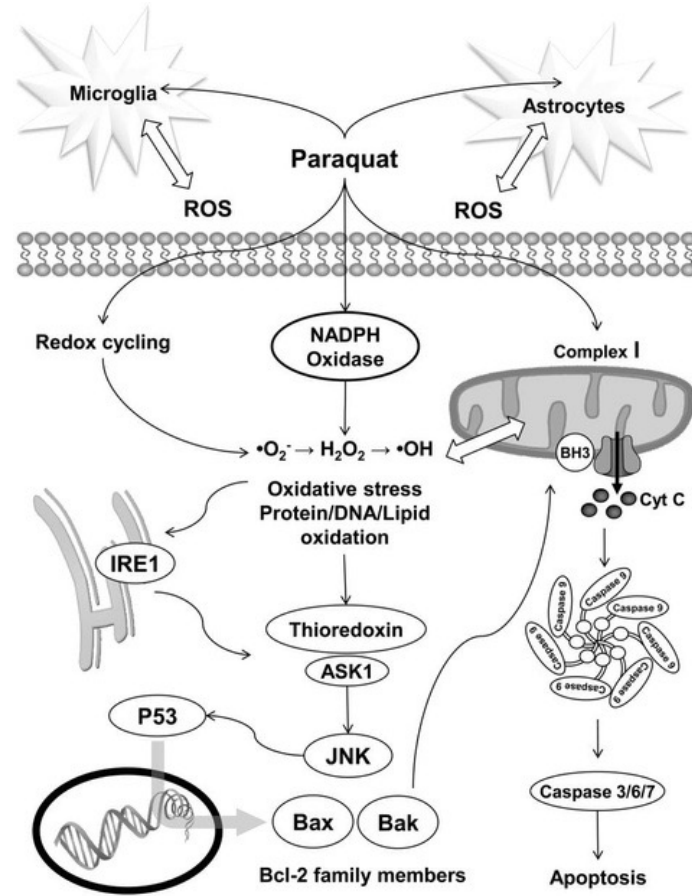 Microglia
Astrocytes
Paraquat
ROS
ROS
Redox cycling
NADPH
Oxidase
Complex I
•O₂⁻ → H₂O₂ → •OH
BH3
Cyt C
Oxidative stress
Protein/DNA/Lipid
oxidation
IRE1
Thioredoxin
ASK1
Caspase 9
Caspase 9
Caspase 9
Caspase 9
Caspase 9
Caspase 9
Caspase 9
P53
JNK
Caspase 3/6/7
Bax
Bak
Bcl-2 family members
Apoptosis